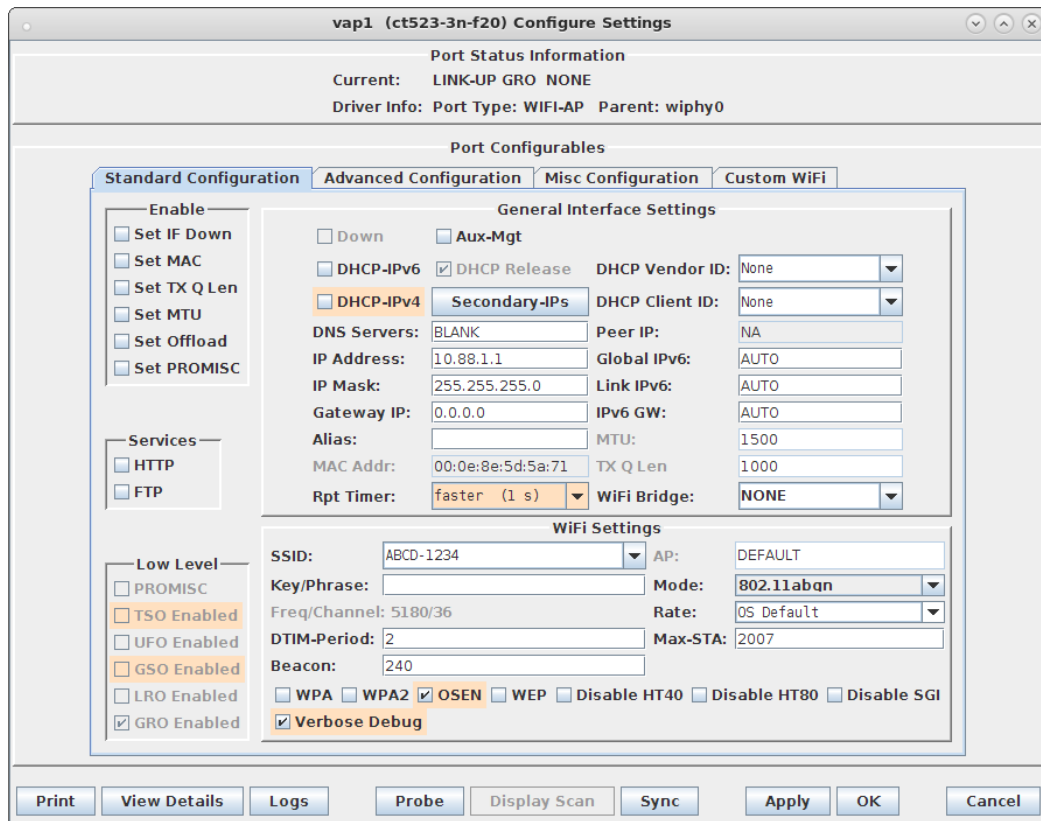 vap1 (ct523-3n-f20) Configure Settings
Port Status Information
Current: LINK-UP GRO NONE
Driver Info: Port Type: WIFI-AP Parent: wiphy0
Port Configurables
Standard Configuration Advanced Configuration Misc Configuration Custom WiFi
Enable
Set IF Down
Set MAC
Set TX Q Len
Set MTU
Set Offload
Set PROMISC
Services
HTTP
FTP
Low Level
PROMISC
TSO Enabled
UFO Enabled
GSO Enabled
LRO Enabled
GRO Enabled
General Interface Settings
Down Aux-Mgt
DHCP-IPv6 DHCP Release DHCP Vendor ID: None
DHCP-IPv4 Secondary-IPs DHCP Client ID: None
DNS Servers: BLANK Peer IP: NA
IP Address: 10.88.1.1 Global IPv6: AUTO
IP Mask: 255.255.255.0 Link IPv6: AUTO
Gateway IP: 0.0.0.0 IPv6 GW: AUTO
Alias: MTU: 1500
MAC Addr: 00:0e:8e:5d:5a:71 TX Q Len 1000
Rpt Timer: faster (1 s) WiFi Bridge: NONE
WiFi Settings
SSID: ABCD-1234 AP: DEFAULT
Key/Phrase: Mode: 802.11abgn
Freq/Channel: 5180/36 Rate: OS Default
DTIM-Period: 2 Max-STA: 2007
Beacon: 240
WPA WPA2 OSEN WEP Disable HT40 Disable HT80 Disable SGI
Verbose Debug
Print View Details Logs Probe Display Scan Sync Apply OK Cancel